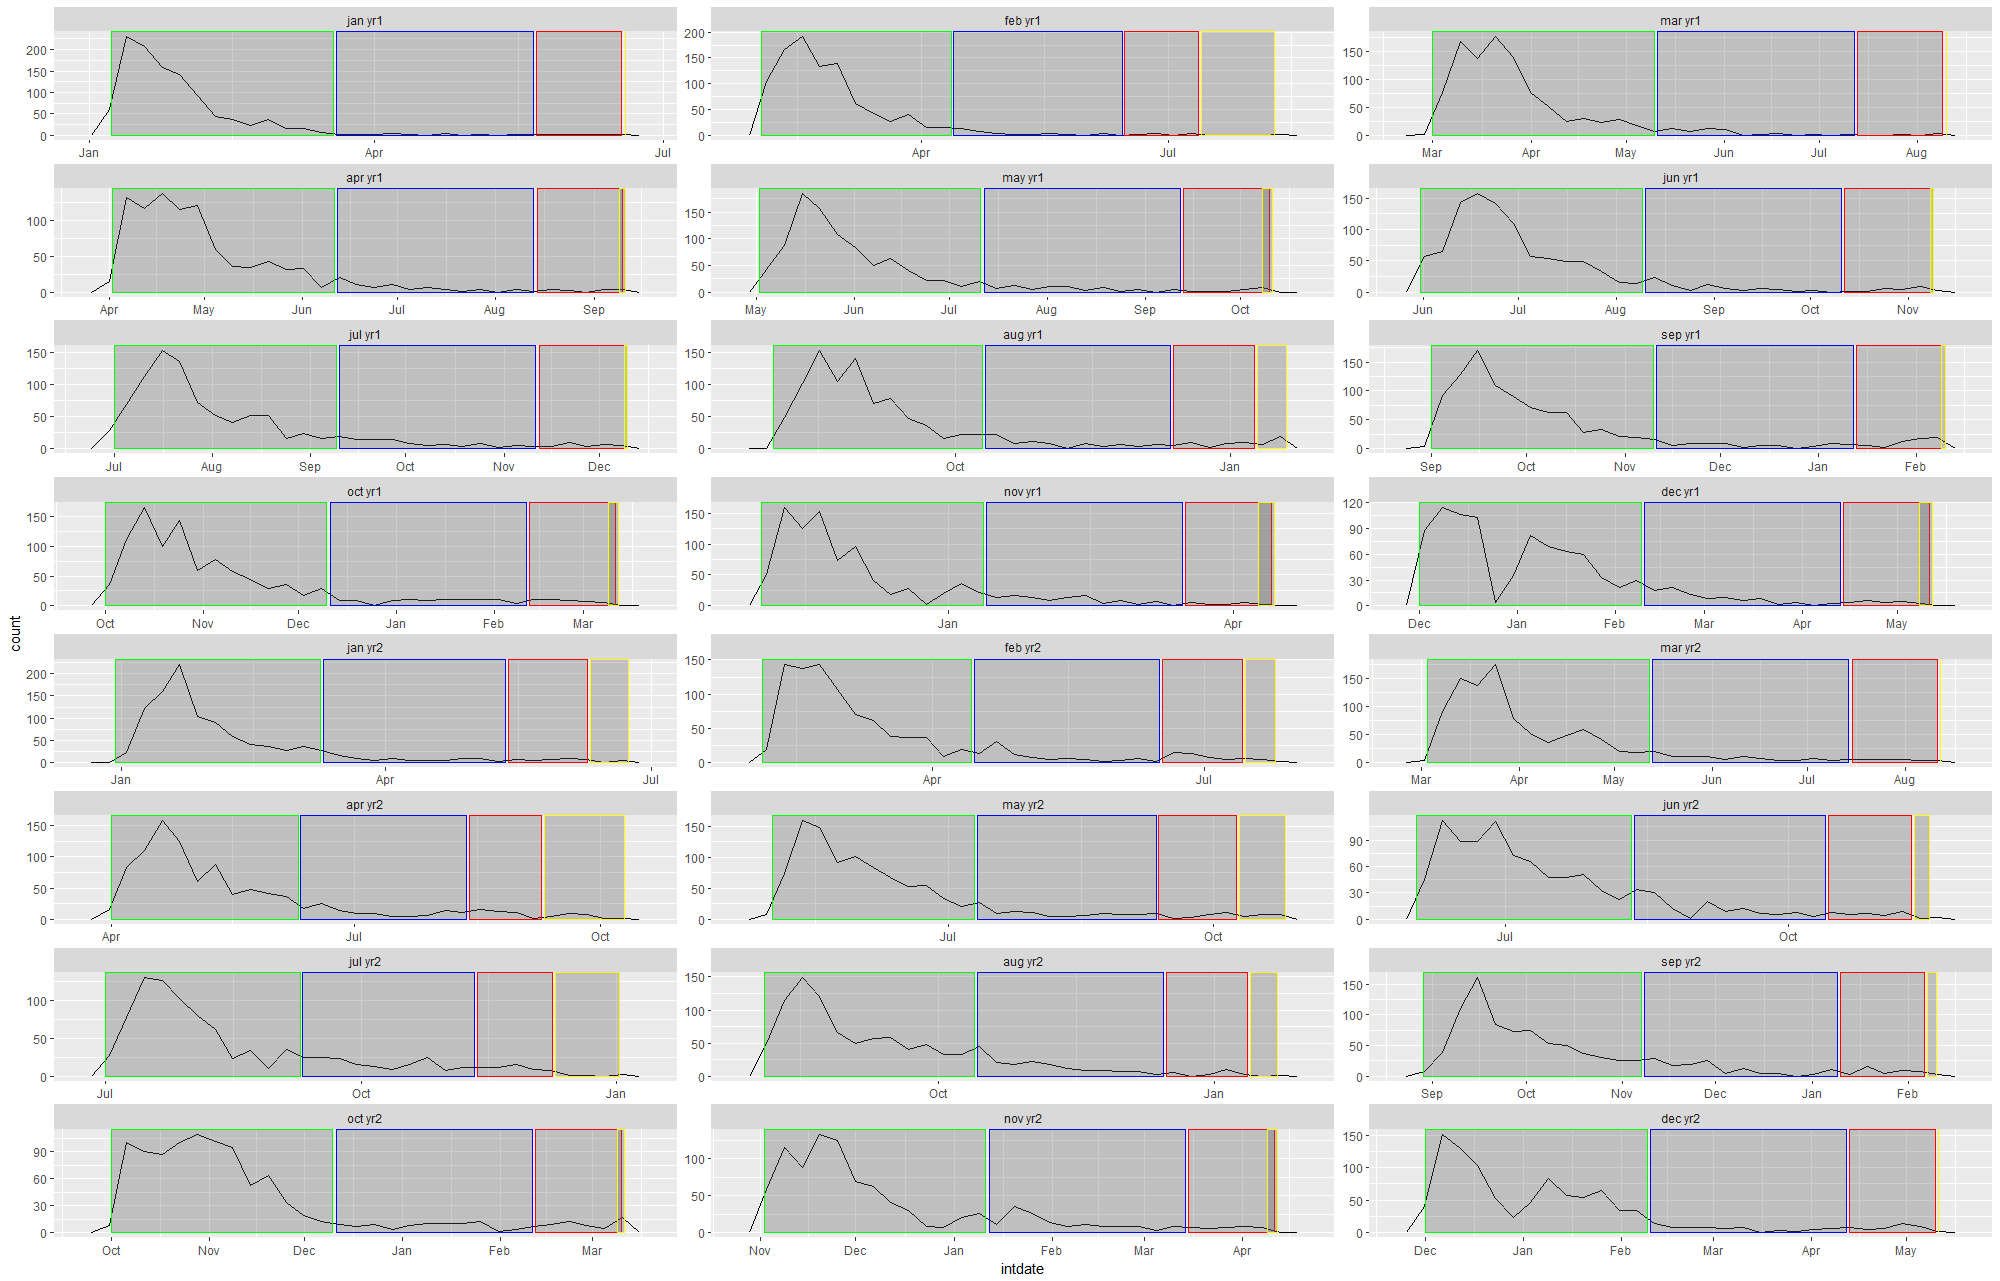 jan yr1 feb yr1 mar yr1
200 150 100 50 0
200 150 100 50 0
150 100 50 0
Jan Apr Jul
Apr Jul
Mar Apr May Jun Jul Aug
apr yr1 may yr1 jun yr1
100 50 0
150 100 50 0
150 100 50 0
Apr May Jun Jul Aug Sep
May Jun Jul Aug Sep Oct
Jun Jul Aug Sep Oct Nov
jul yr1 aug yr1 sep yr1
150 100 50 0
150 100 50 0
150 100 50 0
Jul Aug Sep Oct Nov Dec
Oct Jan
Sep Oct Nov Dec Jan Feb
oct yr1 nov yr1 dec yr1
150 100 50 0
150 100 50 0
120 90 60 30 0
Oct Nov Dec Jan Feb Mar
Jan Apr
Dec Jan Feb Mar Apr May
count
jan yr2 feb yr2 mar yr2
200 150 100 50 0
150 100 50 0
150 100 50 0
Jan Apr Jul
Apr Jul
Mar Apr May Jun Jul Aug
apr yr2 may yr2 jun yr2
150 100 50 0
150 100 50 0
90 60 30 0
Apr Jul Oct
Jul Oct
Jul Oct
jul yr2 aug yr2 sep yr2
100 50 0
150 100 50 0
150 100 50 0
Jul Oct Jan
Oct Jan
Sep Oct Nov Dec Jan Feb
oct yr2 nov yr2 dec yr2
90 60 30 0
100 50 0
150 100 50 0
Oct Nov Dec Jan Feb Mar
Nov Dec Jan Feb Mar Apr
Dec Jan Feb Mar Apr May
intdate